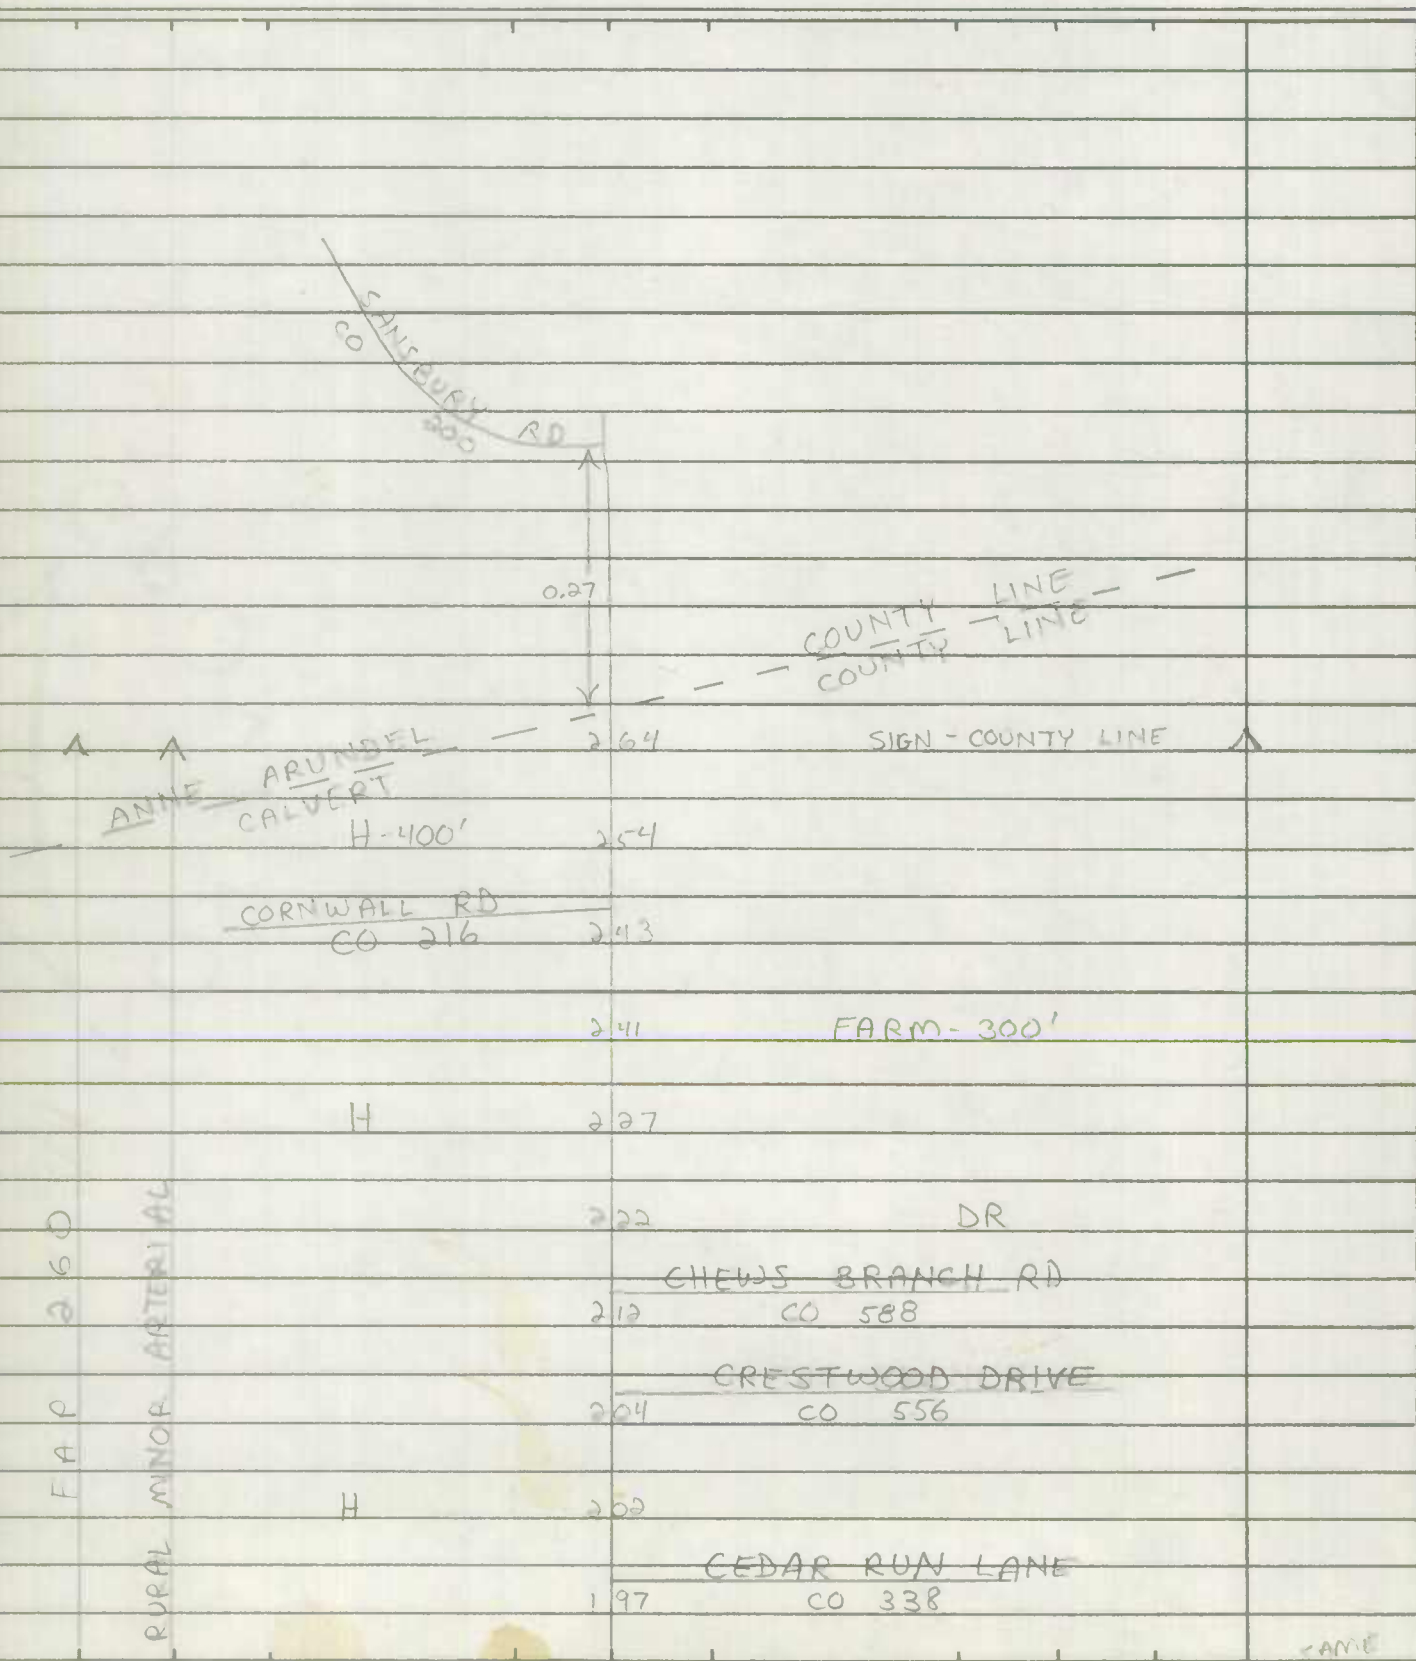 SANSBURY RD
CO 200
0.27
COUNTY LINE
COUNTY LINE
ANNE ARUNDEL
CALVERT
2 64 SIGN - COUNTY LINE
H-400' 2 54
CORNWALL RD
CO 216 2 43
2 41 FARM - 300'
H 2 27
2 22 DR
CHEWS BRANCH RD
2 12 CO 588
CRESTWOOD DRIVE
2 04 CO 556
H 2 02
CEDAR RUN LANE
1 97 CO 338
FAP 260
RURAL MINOR ARTERIAL
SAME